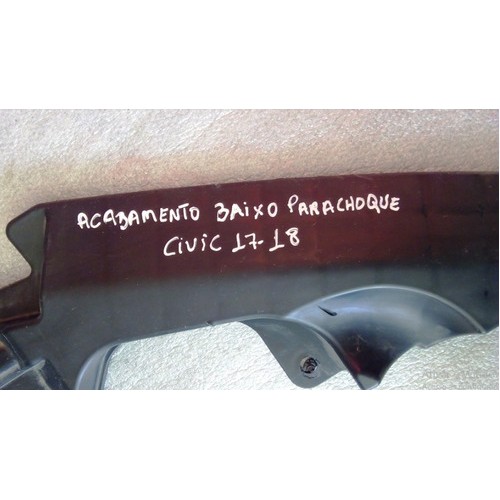 ACABAMENTO BAIXO PARACHOQUE
CIVIC 17-18